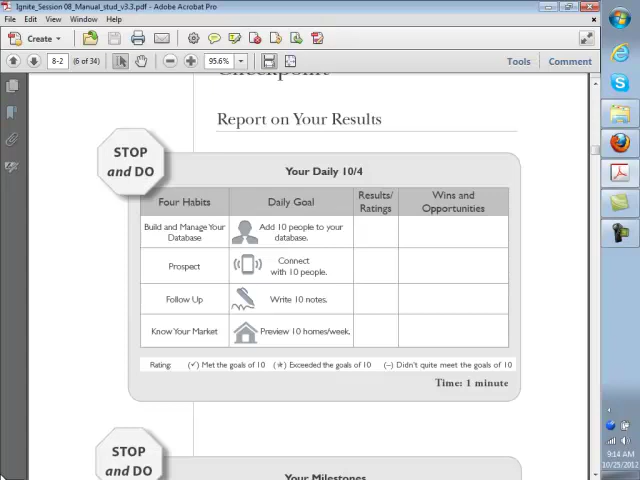 Ignite_Session 08_Manual_stud_v3.3.pdf - Adobe Acrobat Pro
File Edit View Window Help
Create
8-2 (6 of 34) 95.6% Tools Comment
Checkpoint
Report on Your Results
STOP
and DO
Your Daily 10/4
Four Habits Daily Goal Results/
Ratings Wins and
Opportunities
Build and Manage Your
Database Add 10 people to your
database.
Prospect Connect
with 10 people.
Follow Up Write 10 notes.
Know Your Market Preview 10 homes/week.
Rating: (✓) Met the goals of 10 (★) Exceeded the goals of 10 (–) Didn't quite meet the goals of 10
Time: 1 minute
STOP
and DO
Your Milestones
9:14 AM
10/25/2012